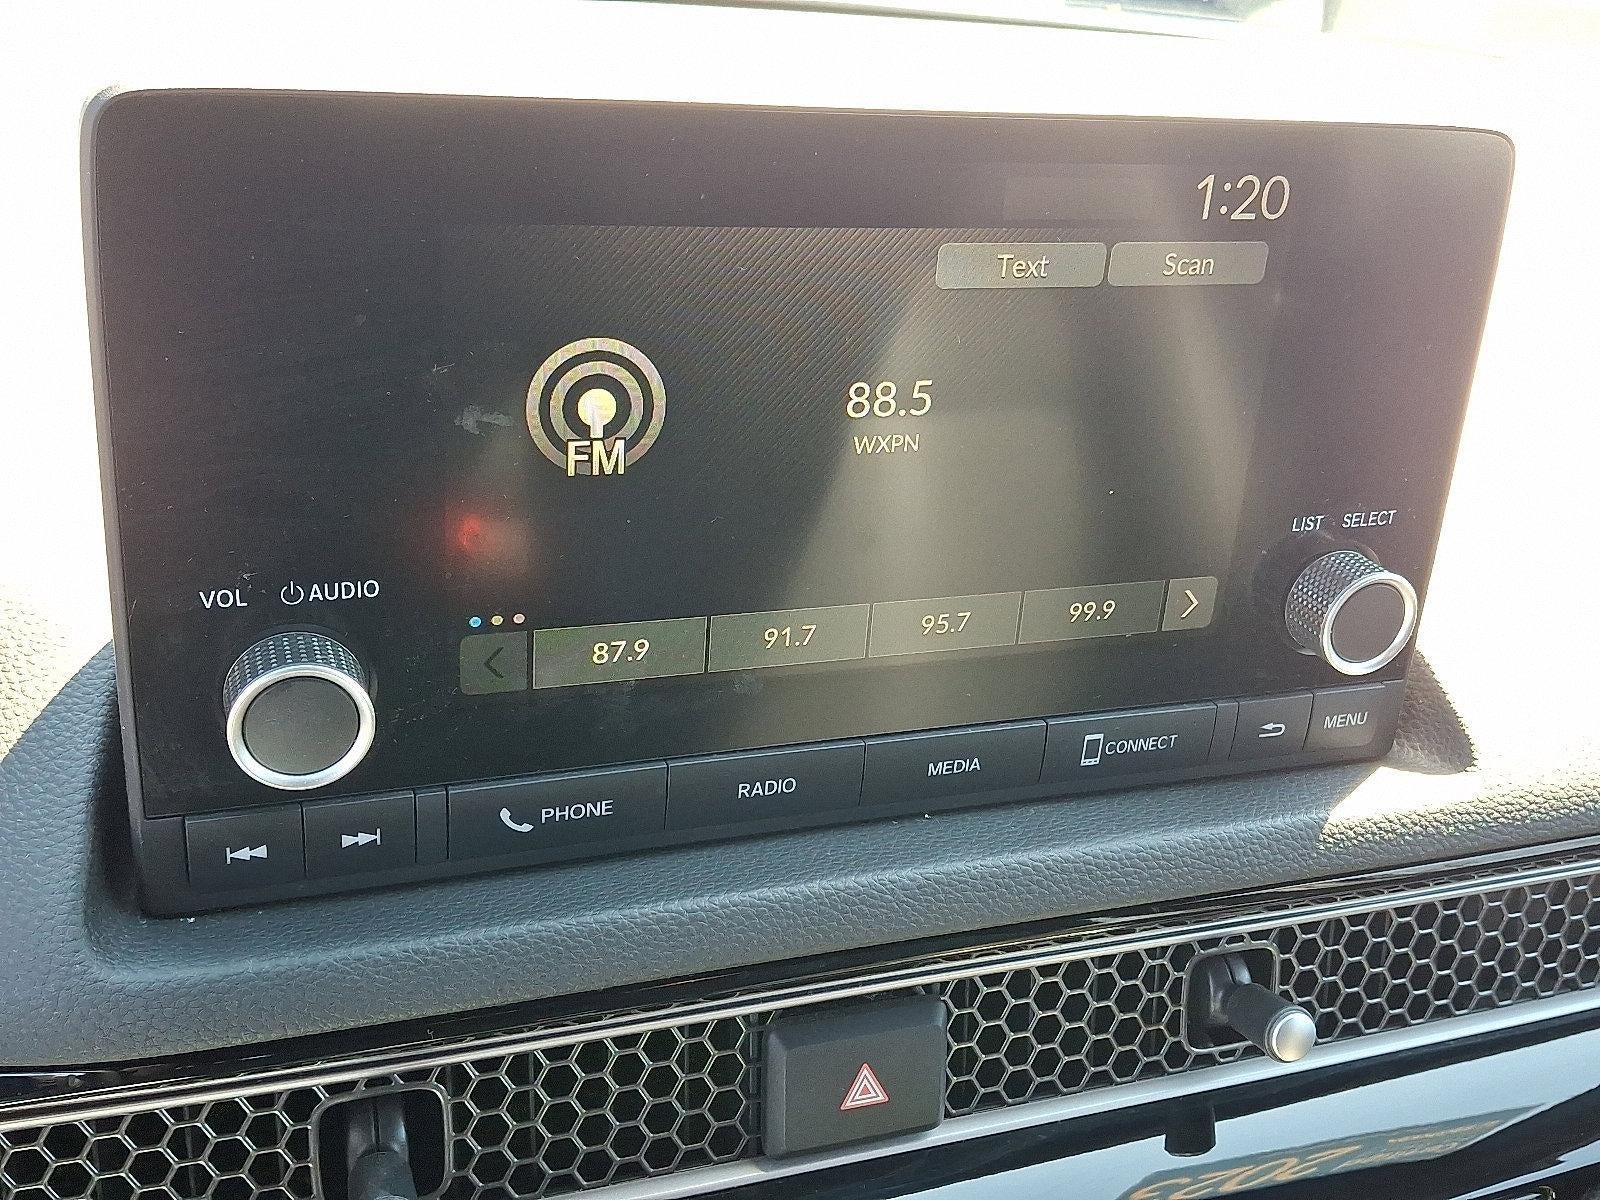 1:20
Text Scan
FM
88.5
WXPN
LIST SELECT
VOL AUDIO
87.9 91.7 95.7 99.9
PHONE RADIO MEDIA CONNECT MENU
2023